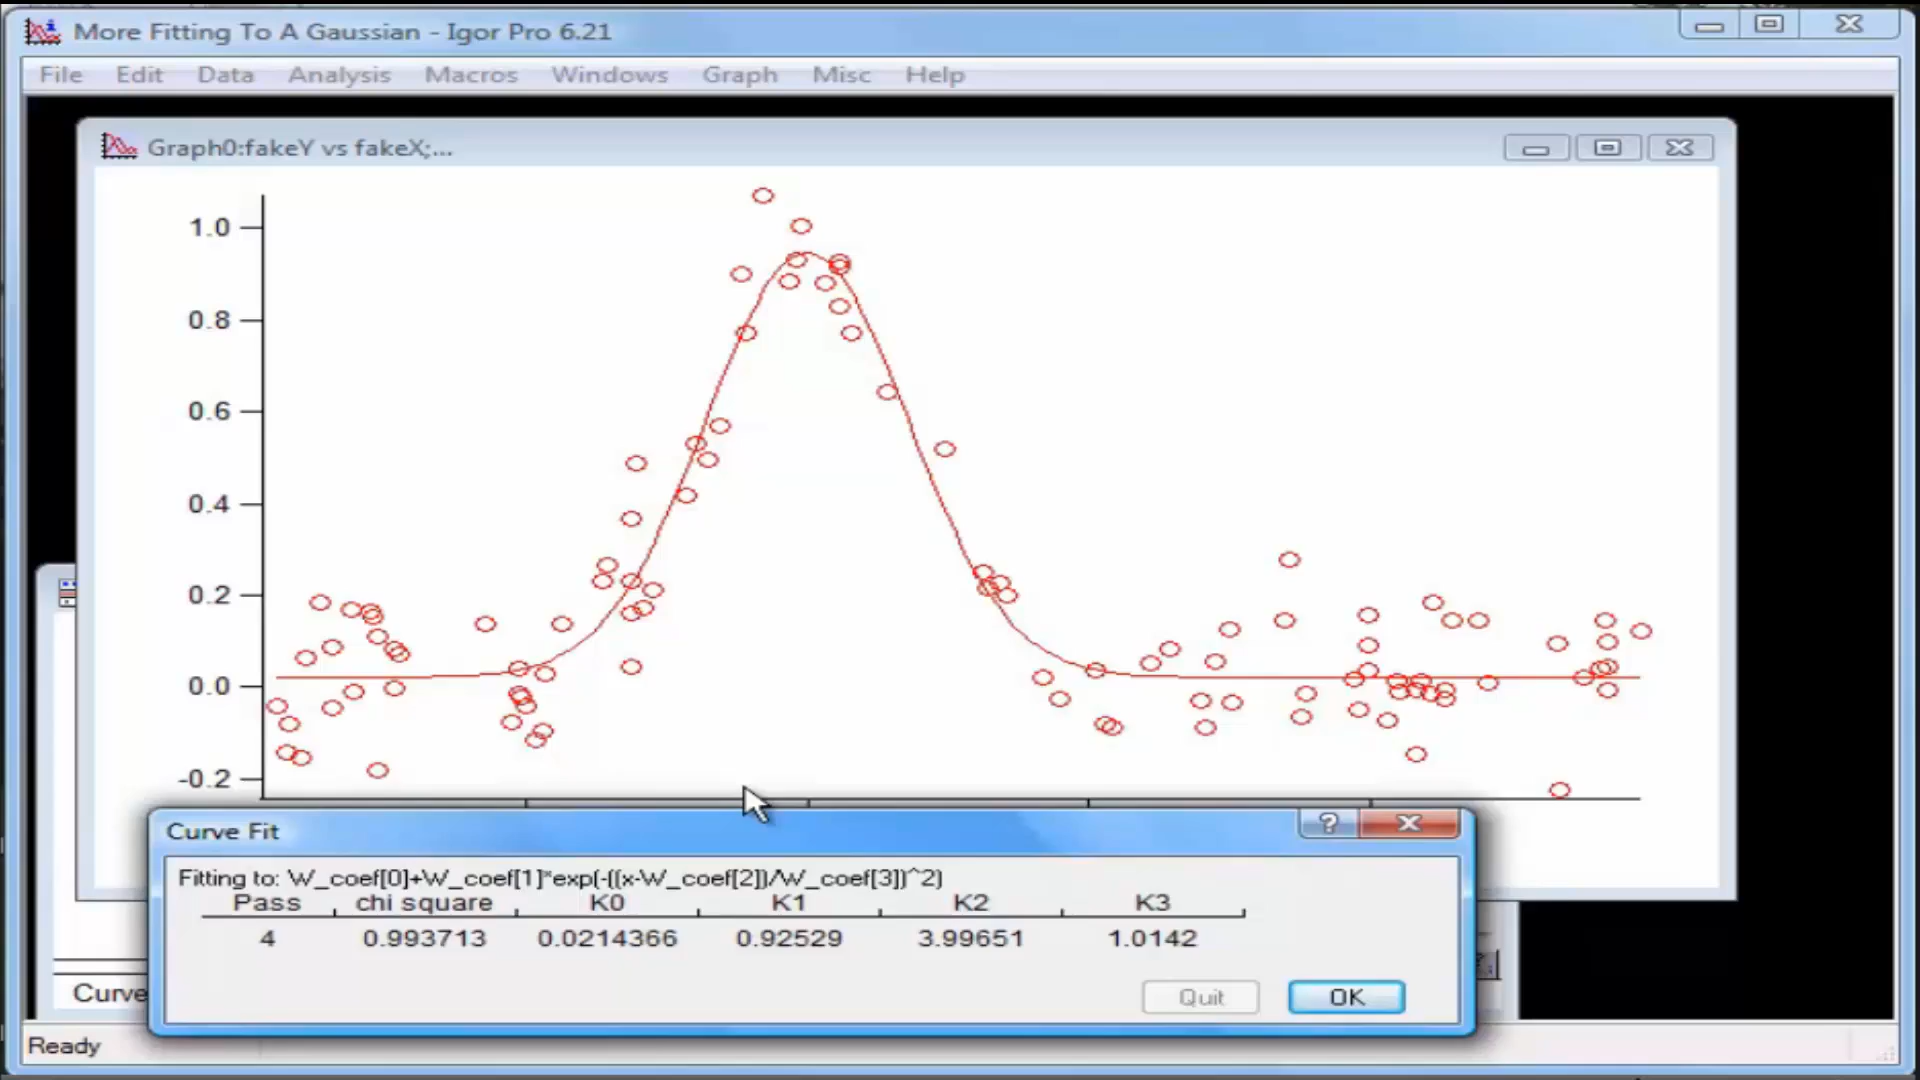 More Fitting To A Gaussian - Igor Pro 6.21
File Edit Data Analysis Macros Windows Graph Misc Help
Graph0:fakeY vs fakeX;...
1.0
0.8
0.6
0.4
0.2
0.0
-0.2
Curve Fit
?
Fitting to: W_coef[0]+W_coef[1]*exp(-((x-W_coef[2])/W_coef[3])^2)
Pass chi square K0 K1 K2 K3
4 0.993713 0.0214366 0.92529 3.99651 1.0142
Quit OK
Curve
Ready